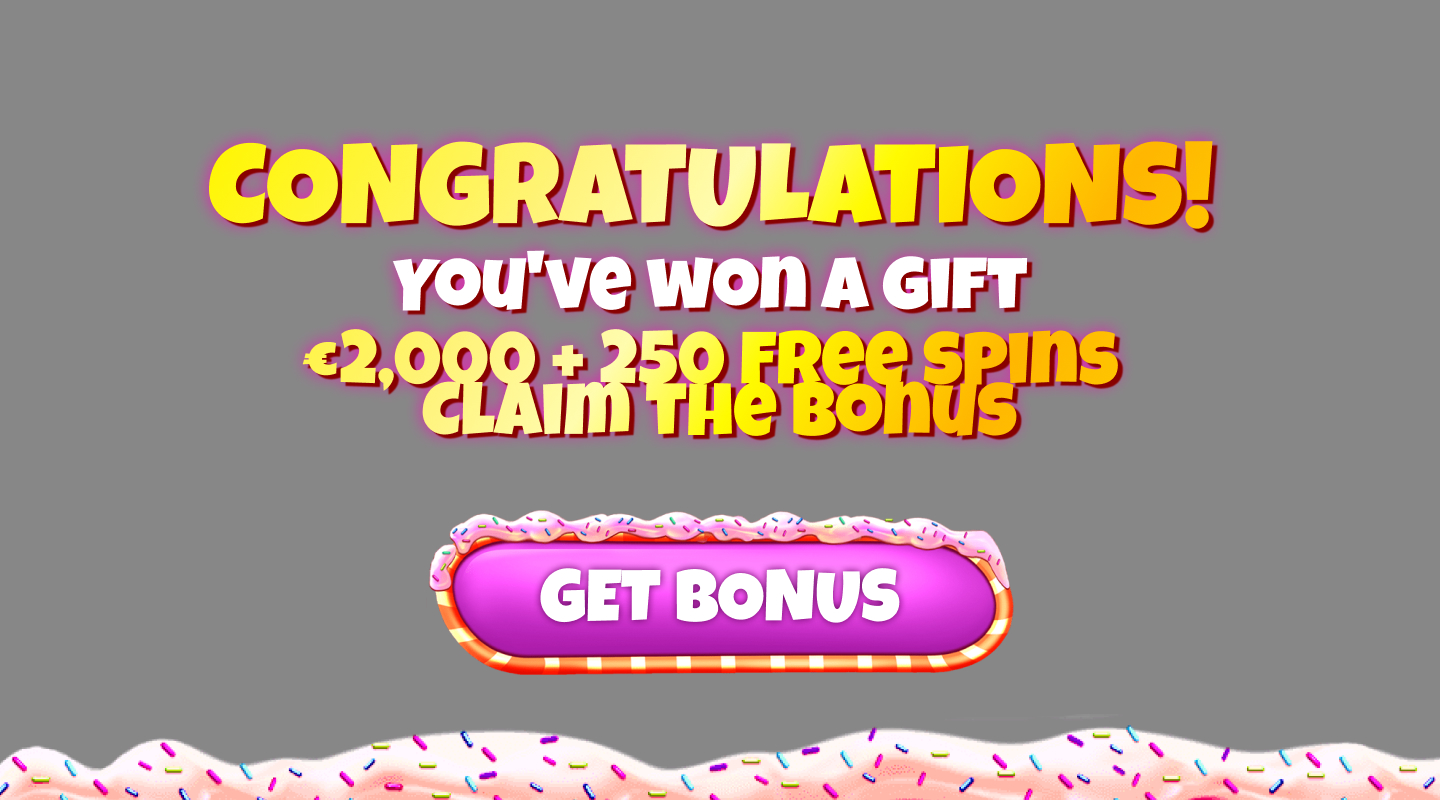 CONGRATULATIONS!
YOU'VE WON A GIFT
€2,000 + 250 FREE SPINS
CLAIM THE BONUS
GET BONUS